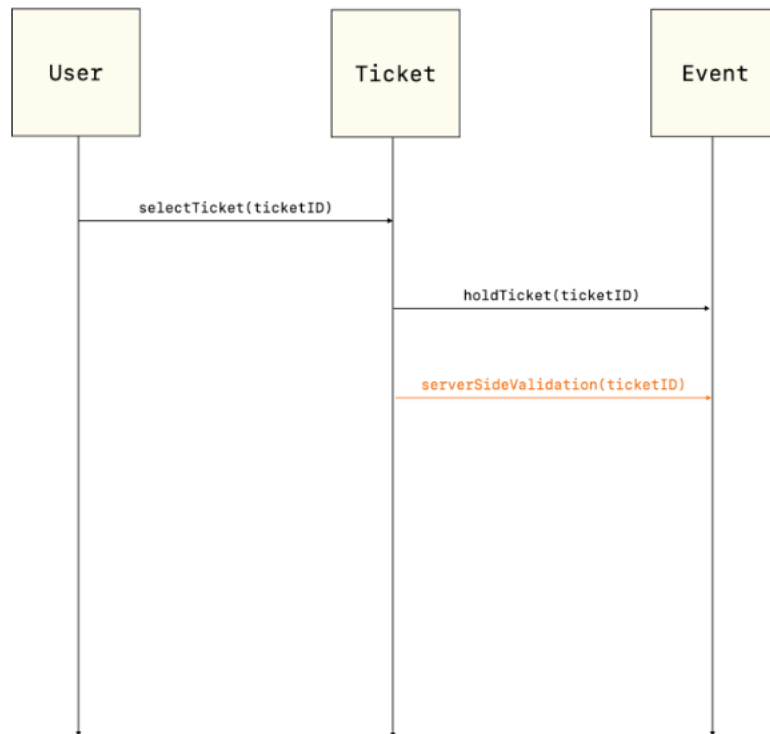 User
Ticket
Event
selectTicket(ticketID)
holdTicket(ticketID)
serverSideValidation(ticketID)